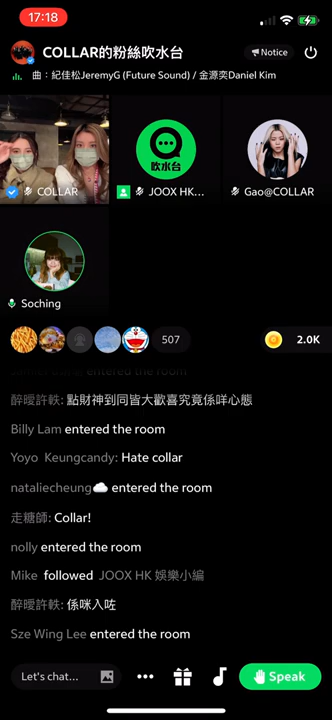 17:18
COLLAR的粉絲吹水台
Notice
曲：紀佳松JeremyG (Future Sound) / 金源奕Daniel Kim
吹水台
COLLAR
JOOX HK...
Gao@COLLAR
Soching
507
2.0K
entered the room
醉曖許軼: 點財神到同皆大歡喜究竟係咩心態
Billy Lam entered the room
Yoyo Keungcandy: Hate collar
nataliecheung☁️ entered the room
走糖師: Collar!
nolly entered the room
Mike followed JOOX HK 娛樂小編
醉曖許軼: 係咪入咗
Sze Wing Lee entered the room
Let's chat...
Speak